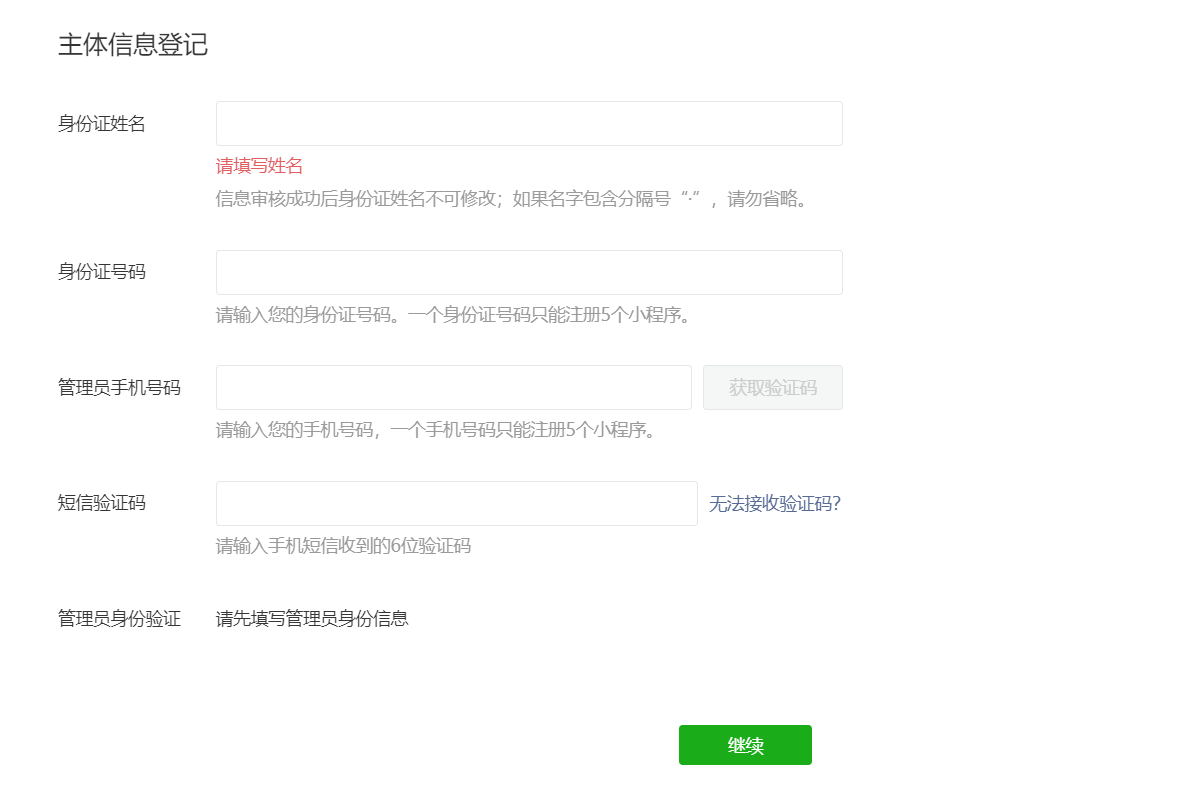 主体信息登记
身份证姓名
请填写姓名
信息审核成功后身份证姓名不可修改；如果名字包含分隔号“·”，请勿省略。
身份证号码
请输入您的身份证号码。一个身份证号码只能注册5个小程序。
管理员手机号码
获取验证码
请输入您的手机号码，一个手机号码只能注册5个小程序。
短信验证码
无法接收验证码?
请输入手机短信收到的6位验证码
管理员身份验证 请先填写管理员身份信息
继续